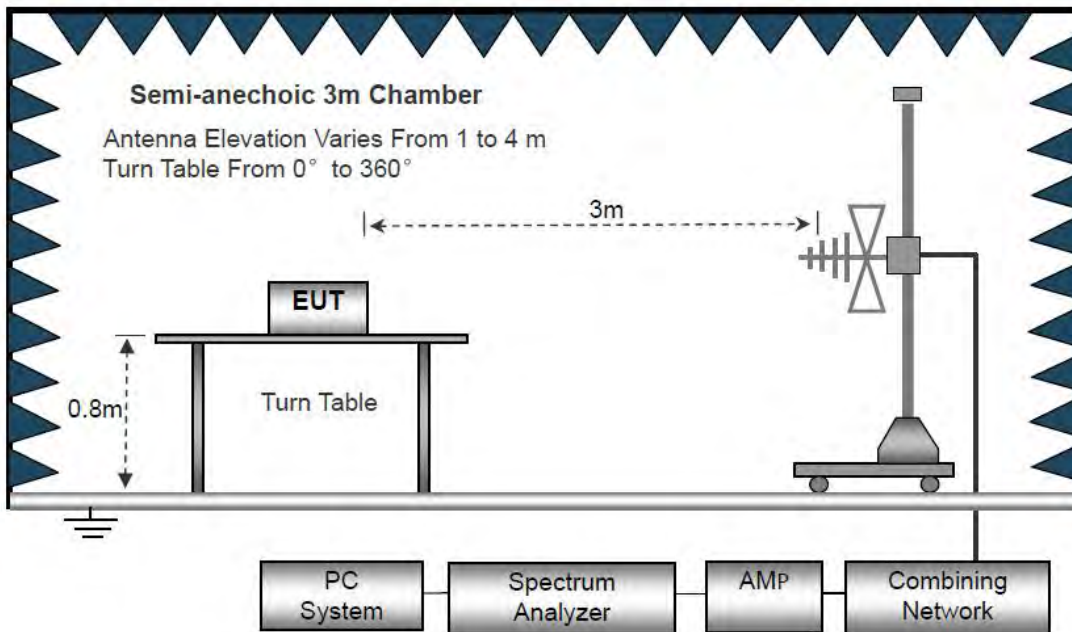 Semi-anechoic 3m Chamber
Antenna Elevation Varies From 1 to 4 m
Turn Table From 0° to 360°
3m
EUT
0.8m
Turn Table
PC
System
Spectrum
Analyzer
AMP
Combining
Network